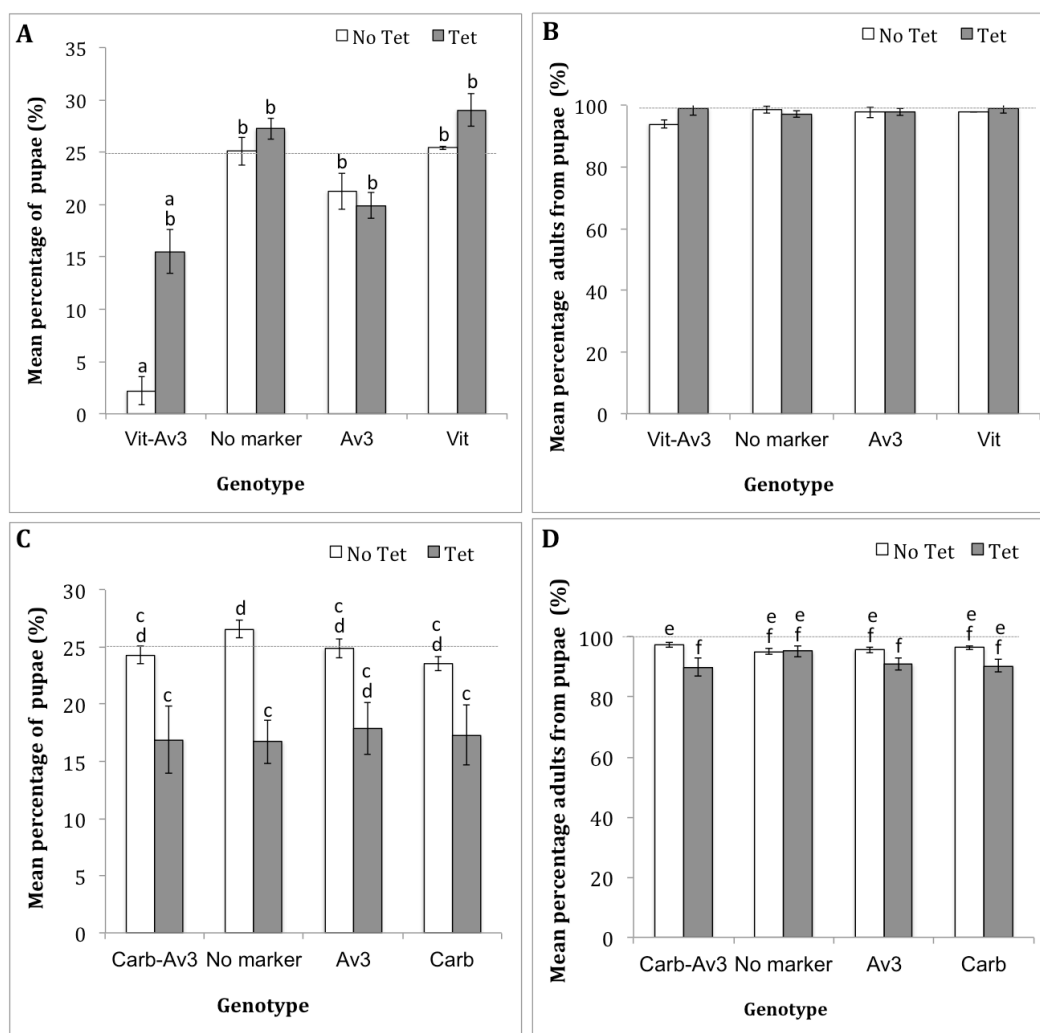 A
No Tet Tet
Mean percentage of pupae (%)
35
30
25
20
15
10
5
0
a
a
b
b
b
b
b
b
b
Vit-Av3 No marker Av3 Vit
Genotype
B
No Tet Tet
Mean percentage adults from pupae (%)
100
80
60
40
20
0
Vit-Av3 No marker Av3 Vit
Genotype
C
No Tet Tet
Mean percentage of pupae (%)
30
25
20
15
10
5
0
c
d
c
d
c
c
d
c
d
c
c
Carb-Av3 No marker Av3 Carb
Genotype
D
No Tet Tet
Mean percentage adults from pupae (%)
100
80
60
40
20
0
e
f
e
f
e
f
e
f
f
e
f
e
f
Carb-Av3 No marker Av3 Carb
Genotype